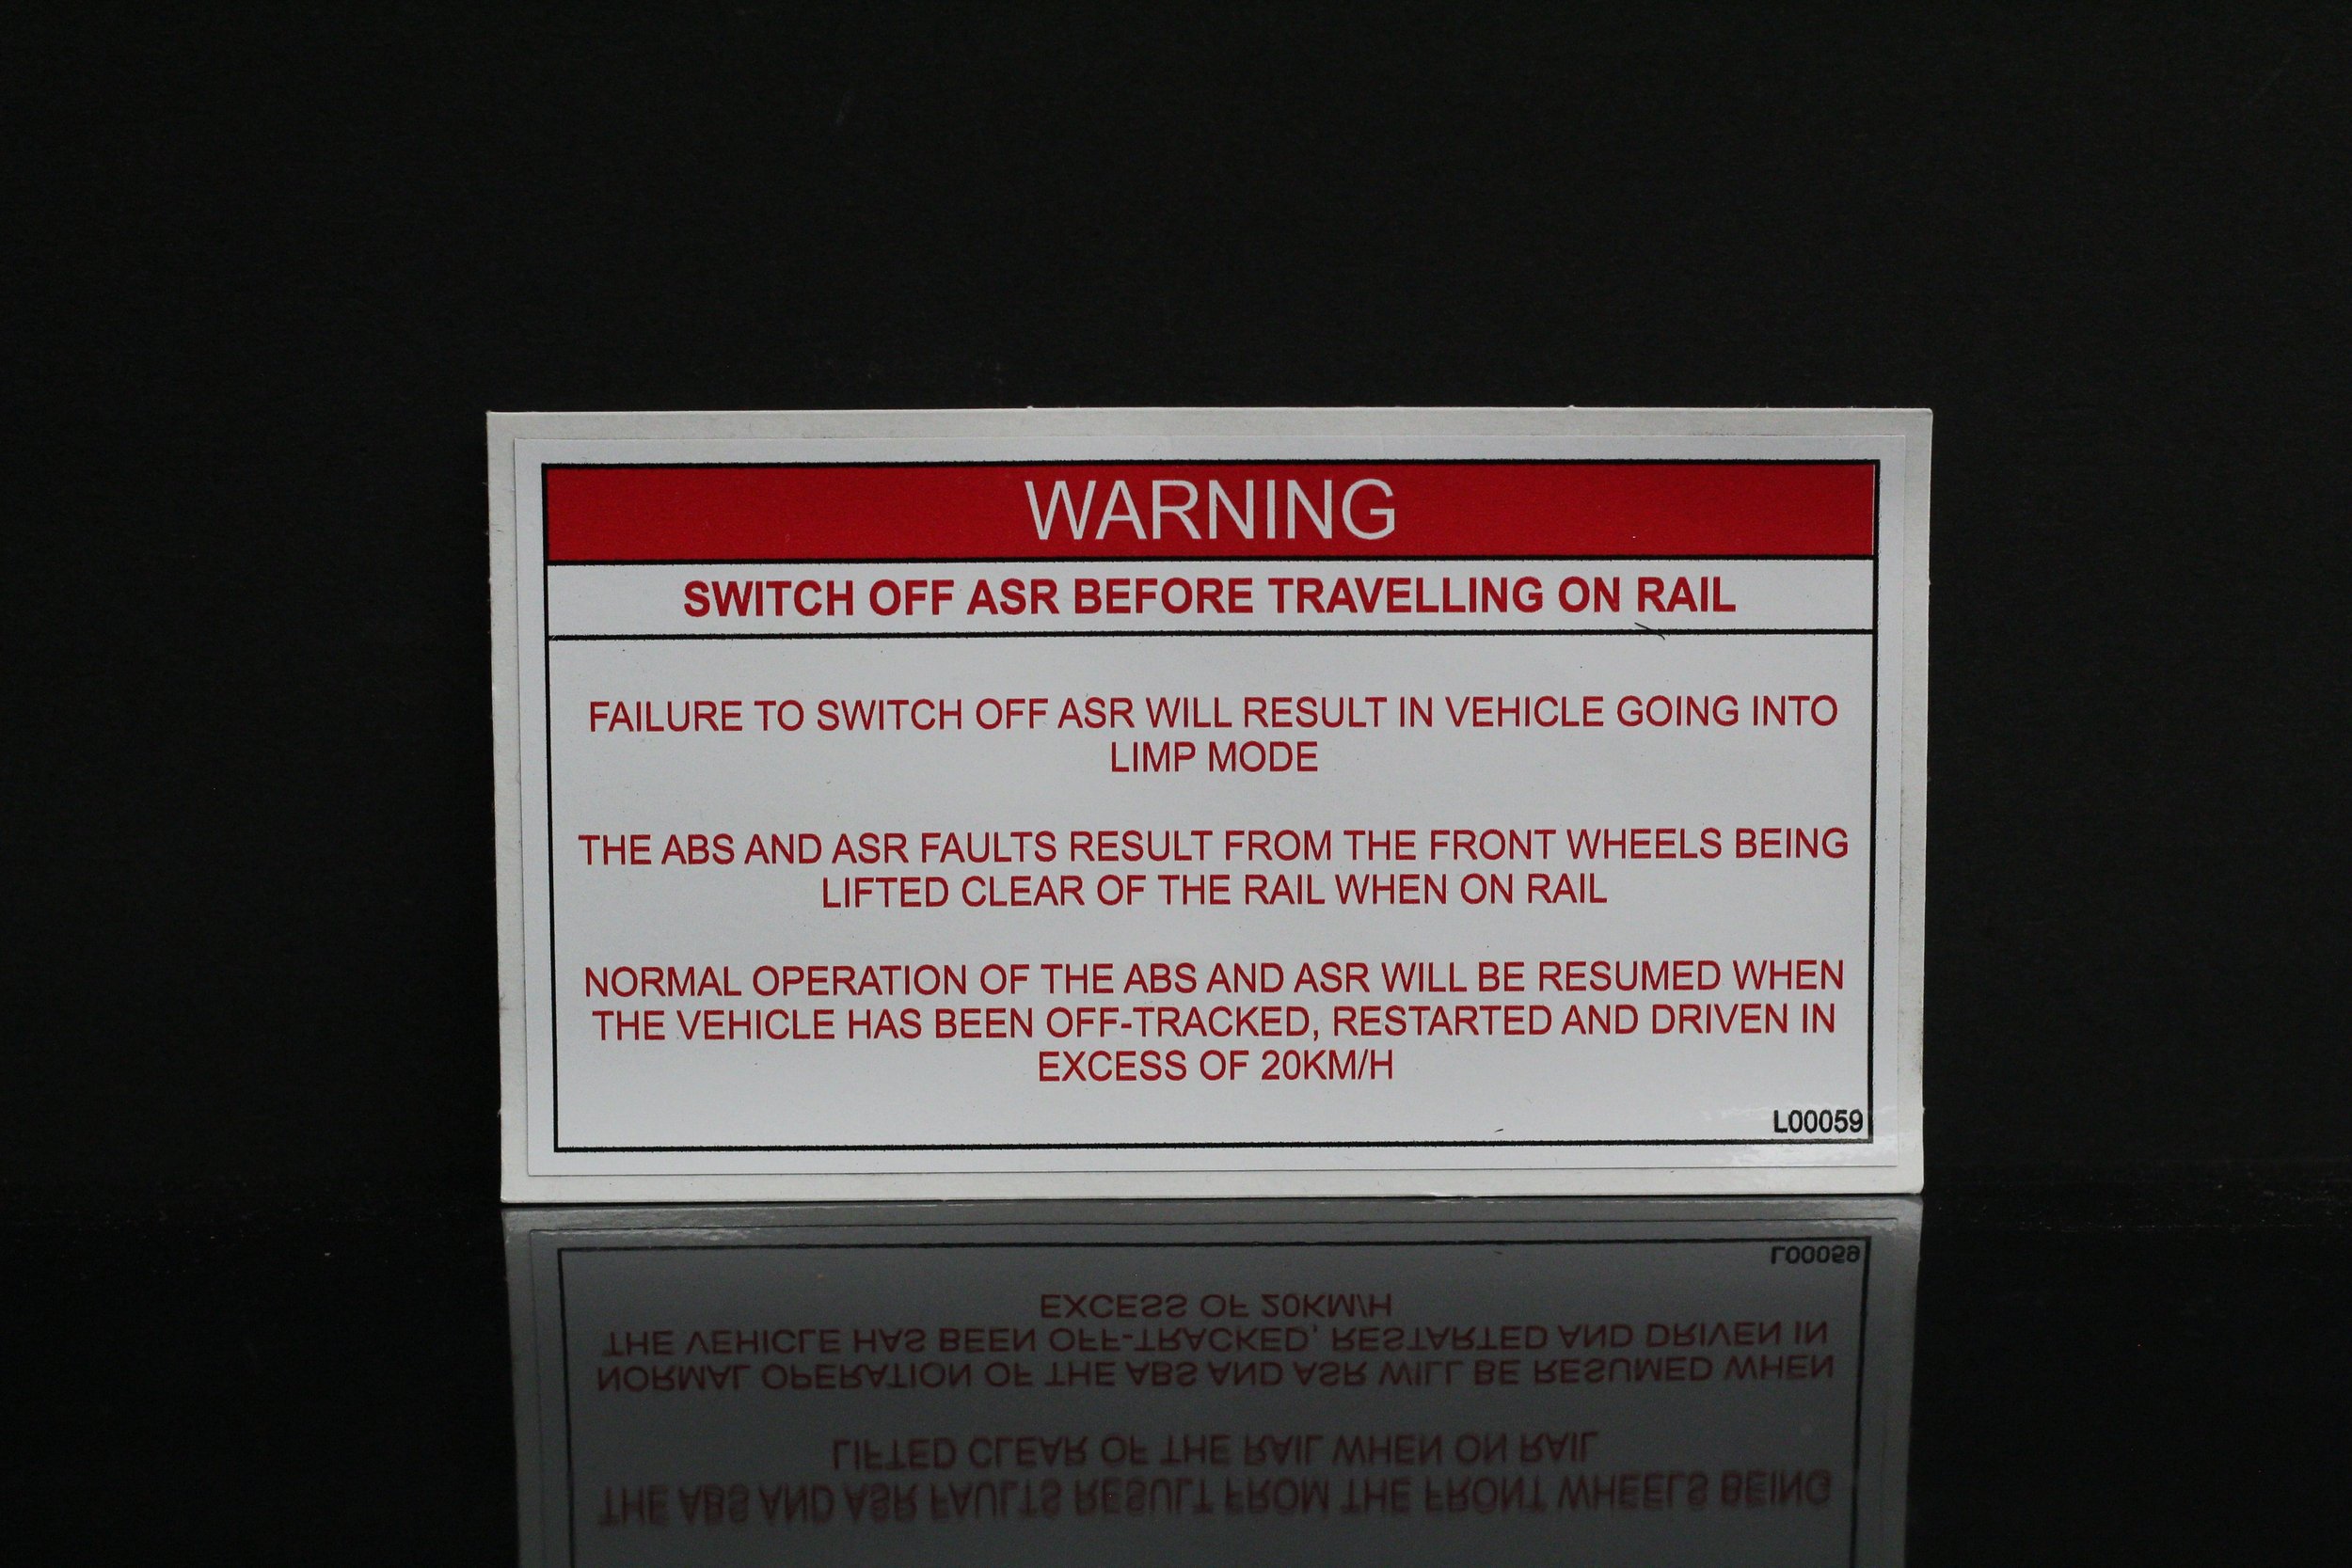 WARNING
SWITCH OFF ASR BEFORE TRAVELLING ON RAIL
FAILURE TO SWITCH OFF ASR WILL RESULT IN VEHICLE GOING INTO
LIMP MODE
THE ABS AND ASR FAULTS RESULT FROM THE FRONT WHEELS BEING
LIFTED CLEAR OF THE RAIL WHEN ON RAIL
NORMAL OPERATION OF THE ABS AND ASR WILL BE RESUMED WHEN
THE VEHICLE HAS BEEN OFF-TRACKED, RESTARTED AND DRIVEN IN
EXCESS OF 20KM/H
L00059